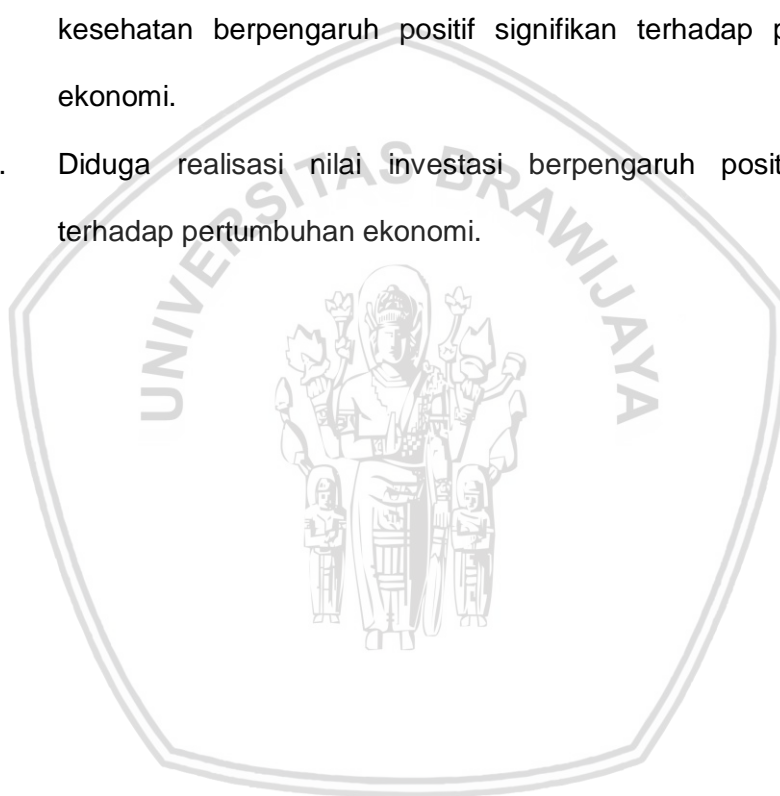 kesehatan berpengaruh positif signifikan terhadap p
ekonomi.
. Diduga realisasi nilai investasi berpengaruh posit
terhadap pertumbuhan ekonomi.
UNIVERSITAS BRAWIJAYA